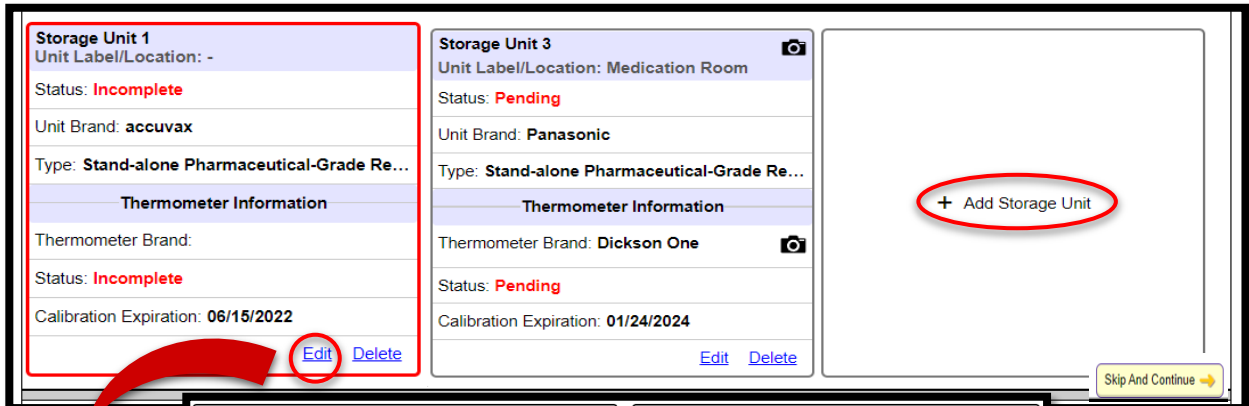 Storage Unit 1
Unit Label/Location: -
Status: Incomplete
Unit Brand: accuvax
Type: Stand-alone Pharmaceutical-Grade Re...
Thermometer Information
Thermometer Brand:
Status: Incomplete
Calibration Expiration: 06/15/2022
Edit Delete
Storage Unit 3
Unit Label/Location: Medication Room
Status: Pending
Unit Brand: Panasonic
Type: Stand-alone Pharmaceutical-Grade Re...
Thermometer Information
Thermometer Brand: Dickson One
Status: Pending
Calibration Expiration: 01/24/2024
Edit Delete
+ Add Storage Unit
Skip And Continue